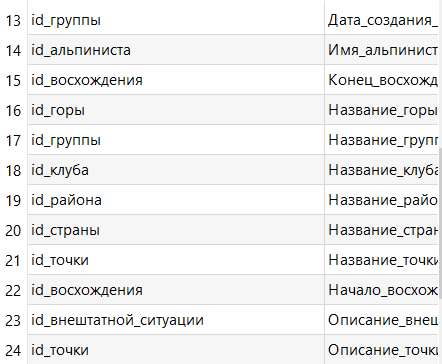 13 id_группы Дата_создания_
14 id_альпиниста Имя_альпинист
15 id_восхождения Конец_восхожд
16 id_горы Название_горы
17 id_группы Название_групп
18 id_клуба Название_клуба
19 id_района Название_райо
20 id_страны Название_стран
21 id_точки Название_точки
22 id_восхождения Начало_восхож
23 id_внештатной_ситуации Описание_внеш
24 id_точки Описание_точки